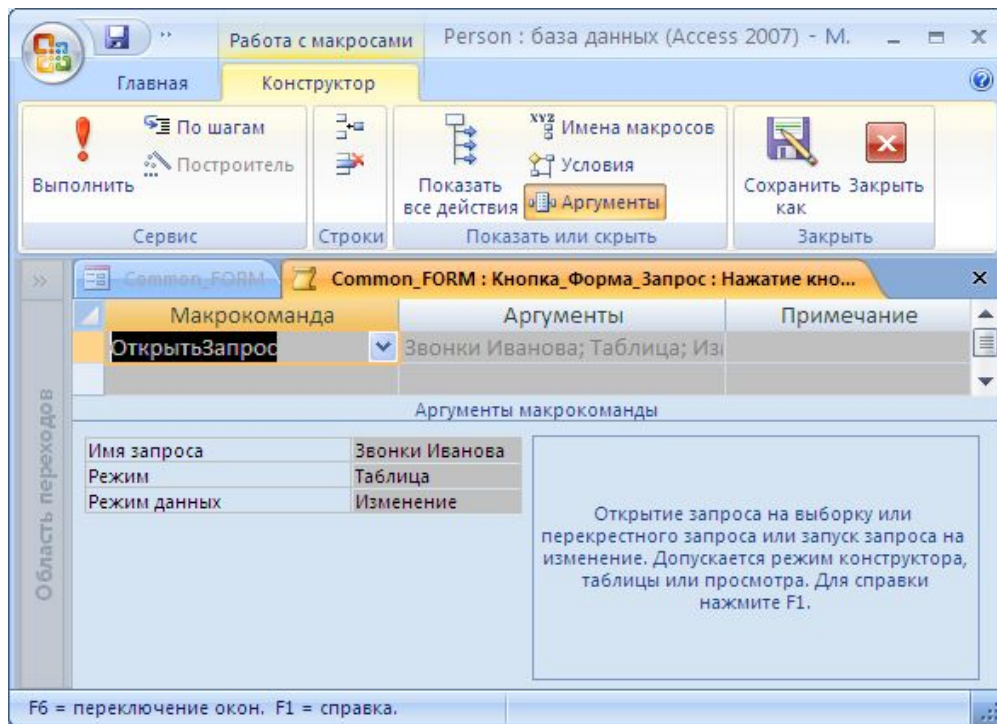 Работа с макросами Person : база данных (Access 2007) - М.
Главная Конструктор
Выполнить
По шагам
Построитель
Сервис
Строки
Показать
все действия
XYZ Имена макросов
Условия
Аргументы
Показать или скрыть
Сохранить
как
Закрыть
Закрыть
Common_FORM Common_FORM : Кнопка_Форма_Запрос : Нажатие кно...
Макрокоманда Аргументы Примечание
ОткрытьЗапрос Звонки Иванова; Таблица; Из
Аргументы макрокоманды
Имя запроса Звонки Иванова
Режим Таблица
Режим данных Изменение
Открытие запроса на выборку или
перекрестного запроса или запуск запроса на
изменение. Допускается режим конструктора,
таблицы или просмотра. Для справки
нажмите F1.
Область переходов
F6 = переключение окон. F1 = справка.